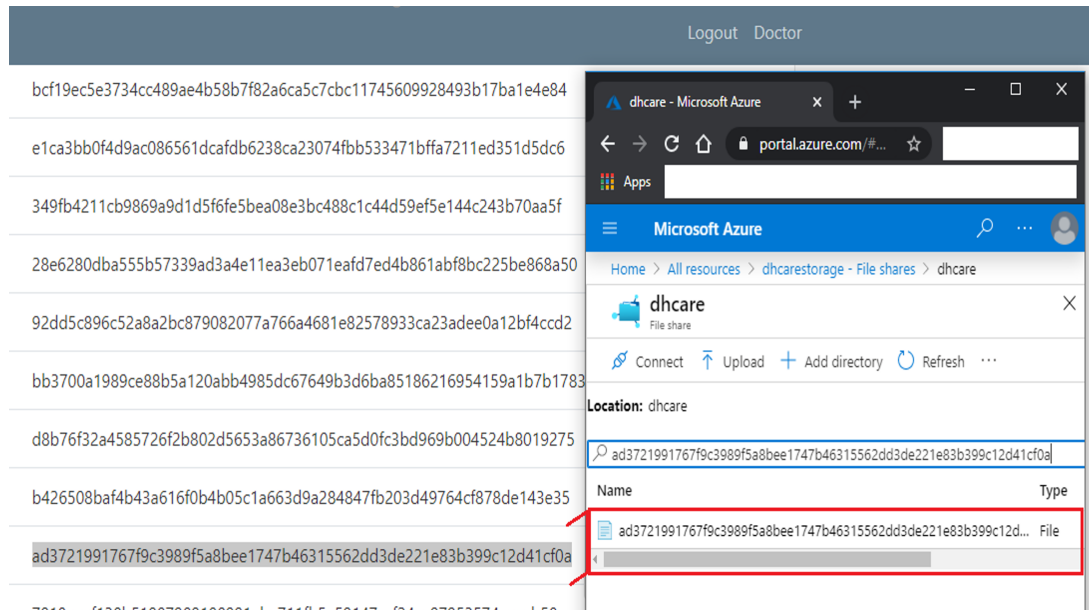 Logout Doctor
bcf19ec5e3734cc489ae4b58b7f82a6ca5c7cbc11745609928493b17ba1e4e84
e1ca3bb0f4d9ac086561dcafdb6238ca23074fbb533471bffa7211ed351d5dc6
349fb4211cb9869a9d1d5f6fe5bea08e3bc488c1c44d59ef5e144c243b70aa5f
28e6280dba555b57339ad3a4e11ea3eb071eafd7ed4b861abf8bc225be868a50
92dd5c896c52a8a2bc879082077a766a4681e82578933ca23adee0a12bf4ccd2
bb3700a1989ce88b5a120abb4985dc67649b3d6ba85186216954159a1b7b1783
d8b76f32a4585726f2b802d5653a86736105ca5d0fc3bd969b004524b8019275
b426508baf4b43a616f0b4b05c1a663d9a284847fb203d49764cf878de143e35
ad3721991767f9c3989f5a8bee1747b46315562dd3de221e83b399c12d41cf0a
dhcare - Microsoft Azure
portal.azure.com/#...
Apps
Microsoft Azure
Home > All resources > dhcarestorage - File shares > dhcare
dhcare
File share
Connect Upload Add directory Refresh ...
Location: dhcare
ad3721991767f9c3989f5a8bee1747b46315562dd3de221e83b399c12d41cf0a
Name Type
ad3721991767f9c3989f5a8bee1747b46315562dd3de221e83b399c12d... File